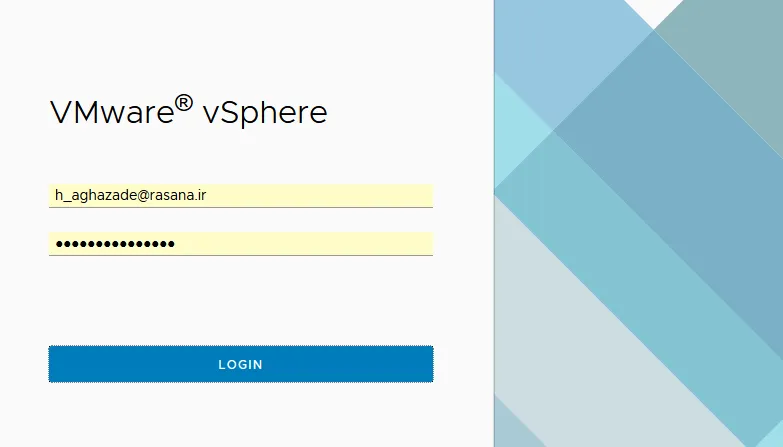 VMware® vSphere
h_aghazade@rasana.ir
•••••••••••••••
LOGIN